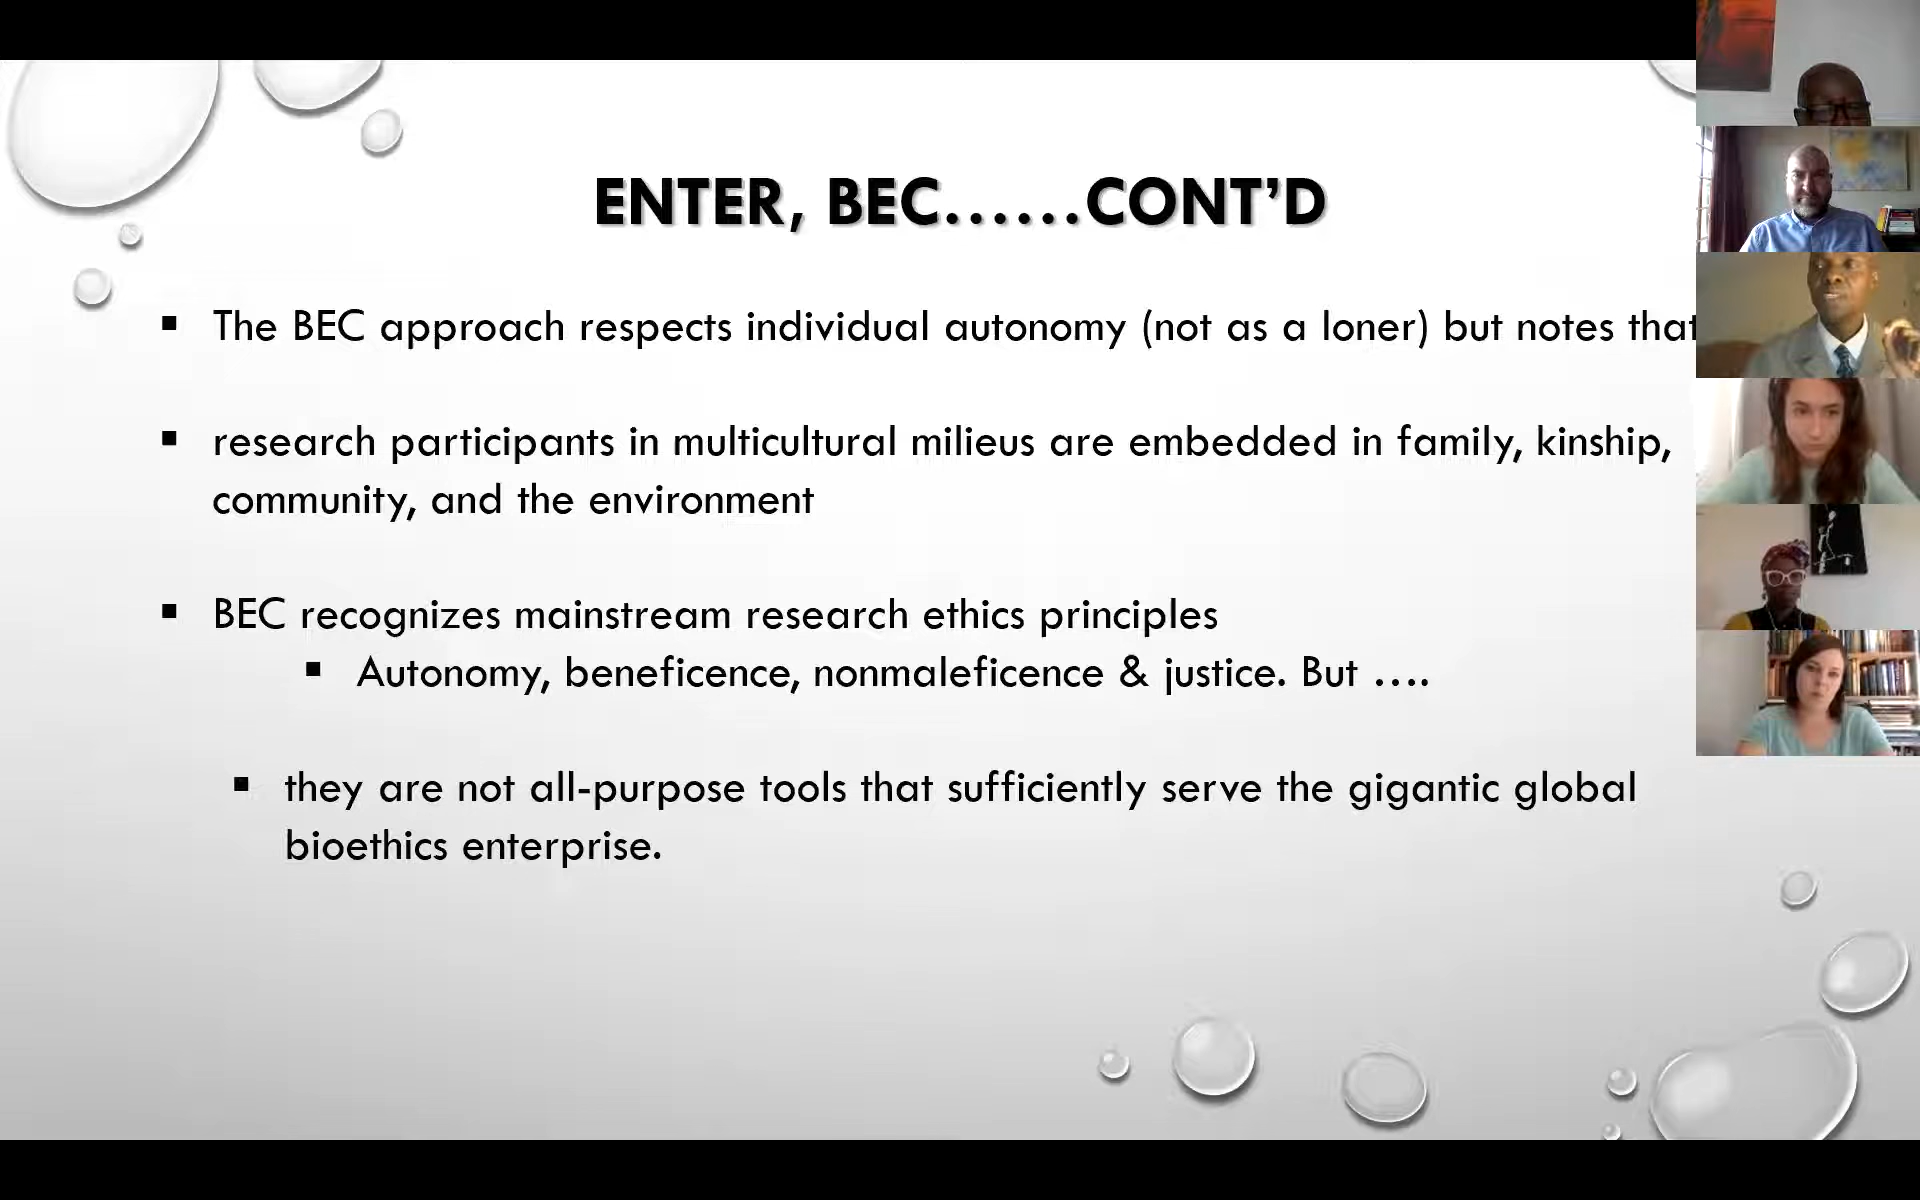 ENTER, BEC......CONT’D
▪ The BEC approach respects individual autonomy (not as a loner) but notes that
▪ research participants in multicultural milieus are embedded in family, kinship,
community, and the environment
▪ BEC recognizes mainstream research ethics principles
▪ Autonomy, beneficence, nonmaleficence & justice. But ....
▪ they are not all-purpose tools that sufficiently serve the gigantic global
bioethics enterprise.